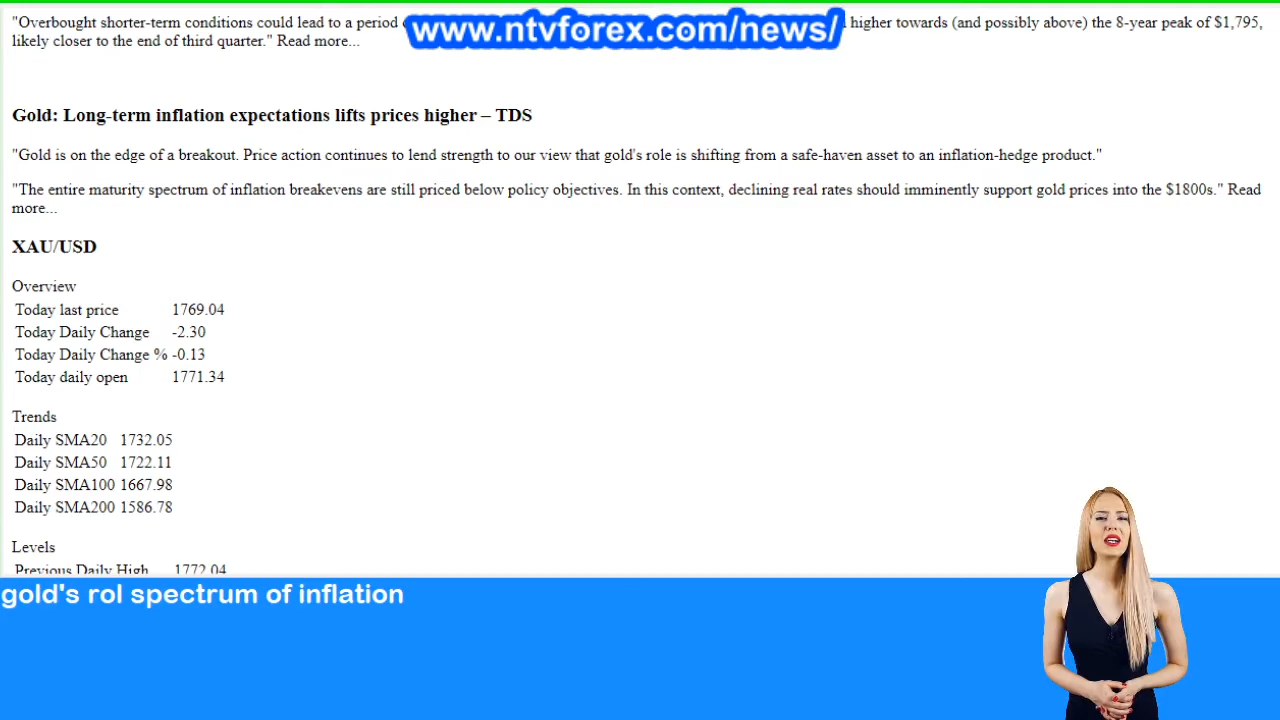 "Overbought shorter-term conditions could lead to a period
www.ntvforex.com/news/
higher towards (and possibly above) the 8-year peak of $1,795,
likely closer to the end of third quarter." Read more...
Gold: Long-term inflation expectations lifts prices higher – TDS
"Gold is on the edge of a breakout. Price action continues to lend strength to our view that gold's role is shifting from a safe-haven asset to an inflation-hedge product."
"The entire maturity spectrum of inflation breakevens are still priced below policy objectives. In this context, declining real rates should imminently support gold prices into the $1800s." Read
more...
XAU/USD
Overview
Today last price 1769.04
Today Daily Change -2.30
Today Daily Change % -0.13
Today daily open 1771.34
Trends
Daily SMA20 1732.05
Daily SMA50 1722.11
Daily SMA100 1667.98
Daily SMA200 1586.78
Levels
Previous Daily High 1772.04
gold's rol spectrum of inflation